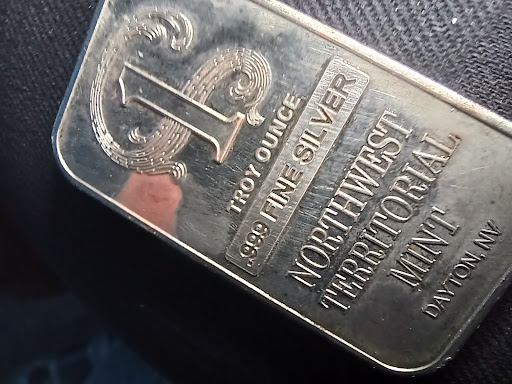 1
TROY OUNCE
.999 FINE SILVER
NORTHWEST
TERRITORIAL
MINT
DAYTON, NV